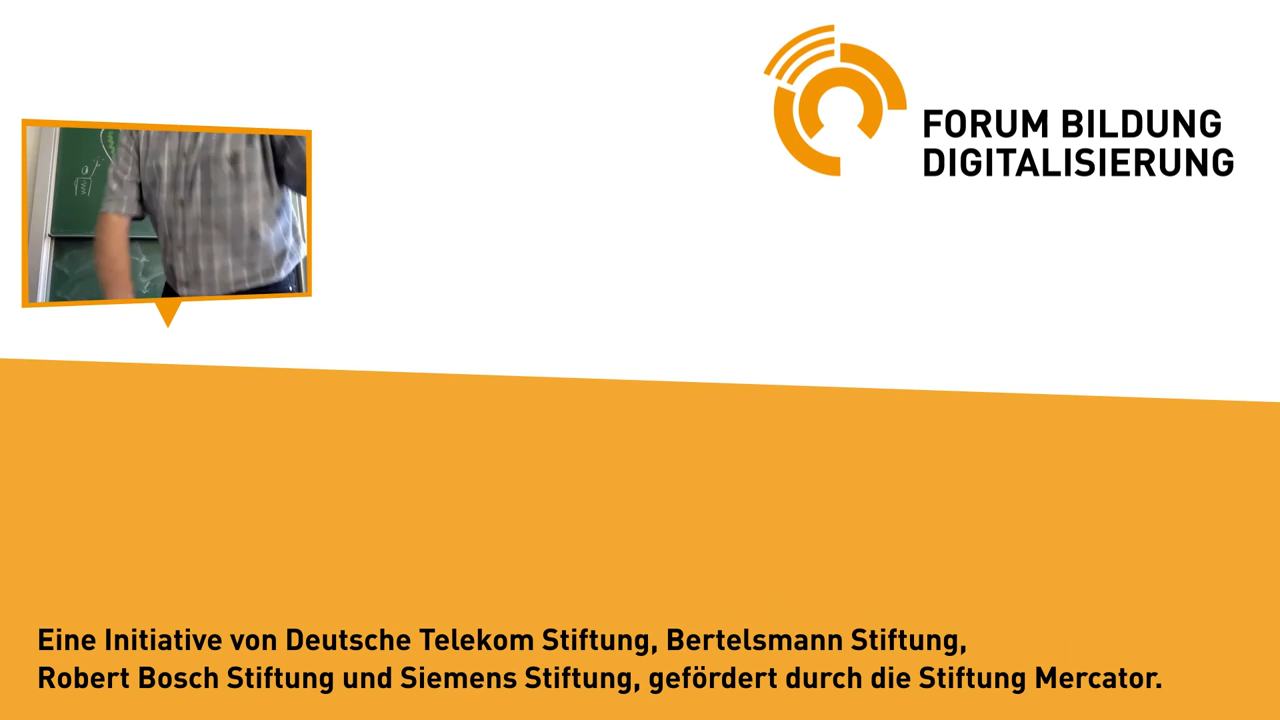 FORUM BILDUNG
DIGITALISIERUNG
Eine Initiative von Deutsche Telekom Stiftung, Bertelsmann Stiftung,
Robert Bosch Stiftung und Siemens Stiftung, gefördert durch die Stiftung Mercator.